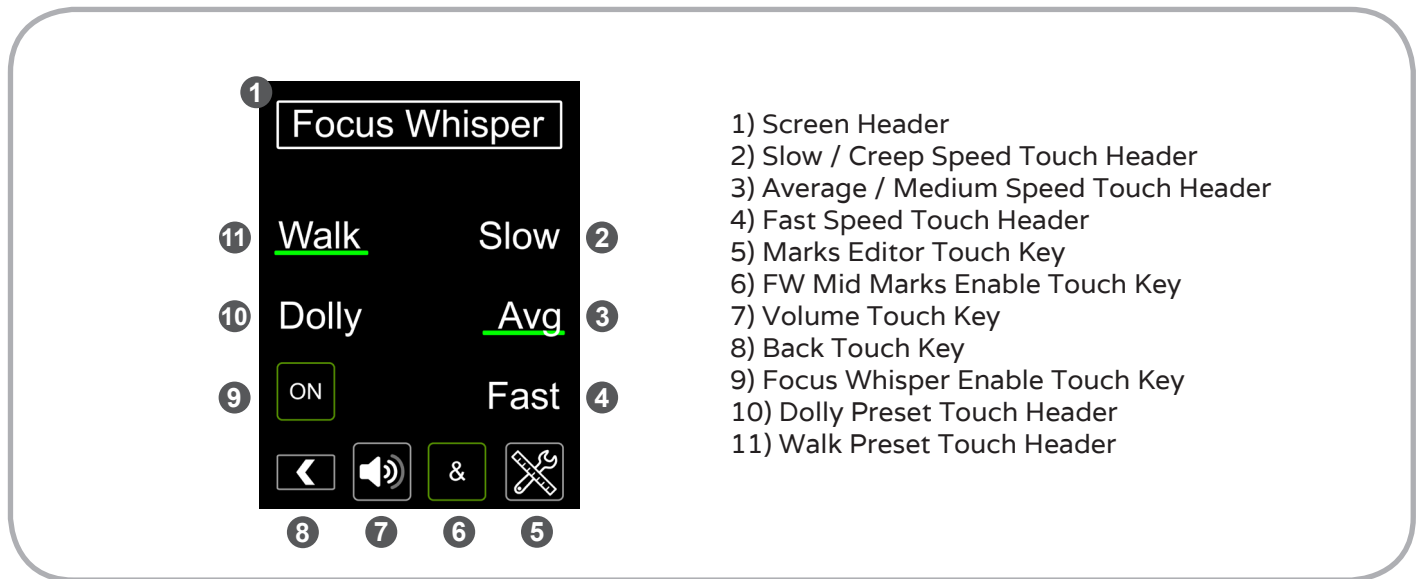 1
Focus Whisper
11 Walk Slow 2
10 Dolly Avg 3
9 ON Fast 4
&
8 7 6 5
1) Screen Header
2) Slow / Creep Speed Touch Header
3) Average / Medium Speed Touch Header
4) Fast Speed Touch Header
5) Marks Editor Touch Key
6) FW Mid Marks Enable Touch Key
7) Volume Touch Key
8) Back Touch Key
9) Focus Whisper Enable Touch Key
10) Dolly Preset Touch Header
11) Walk Preset Touch Header